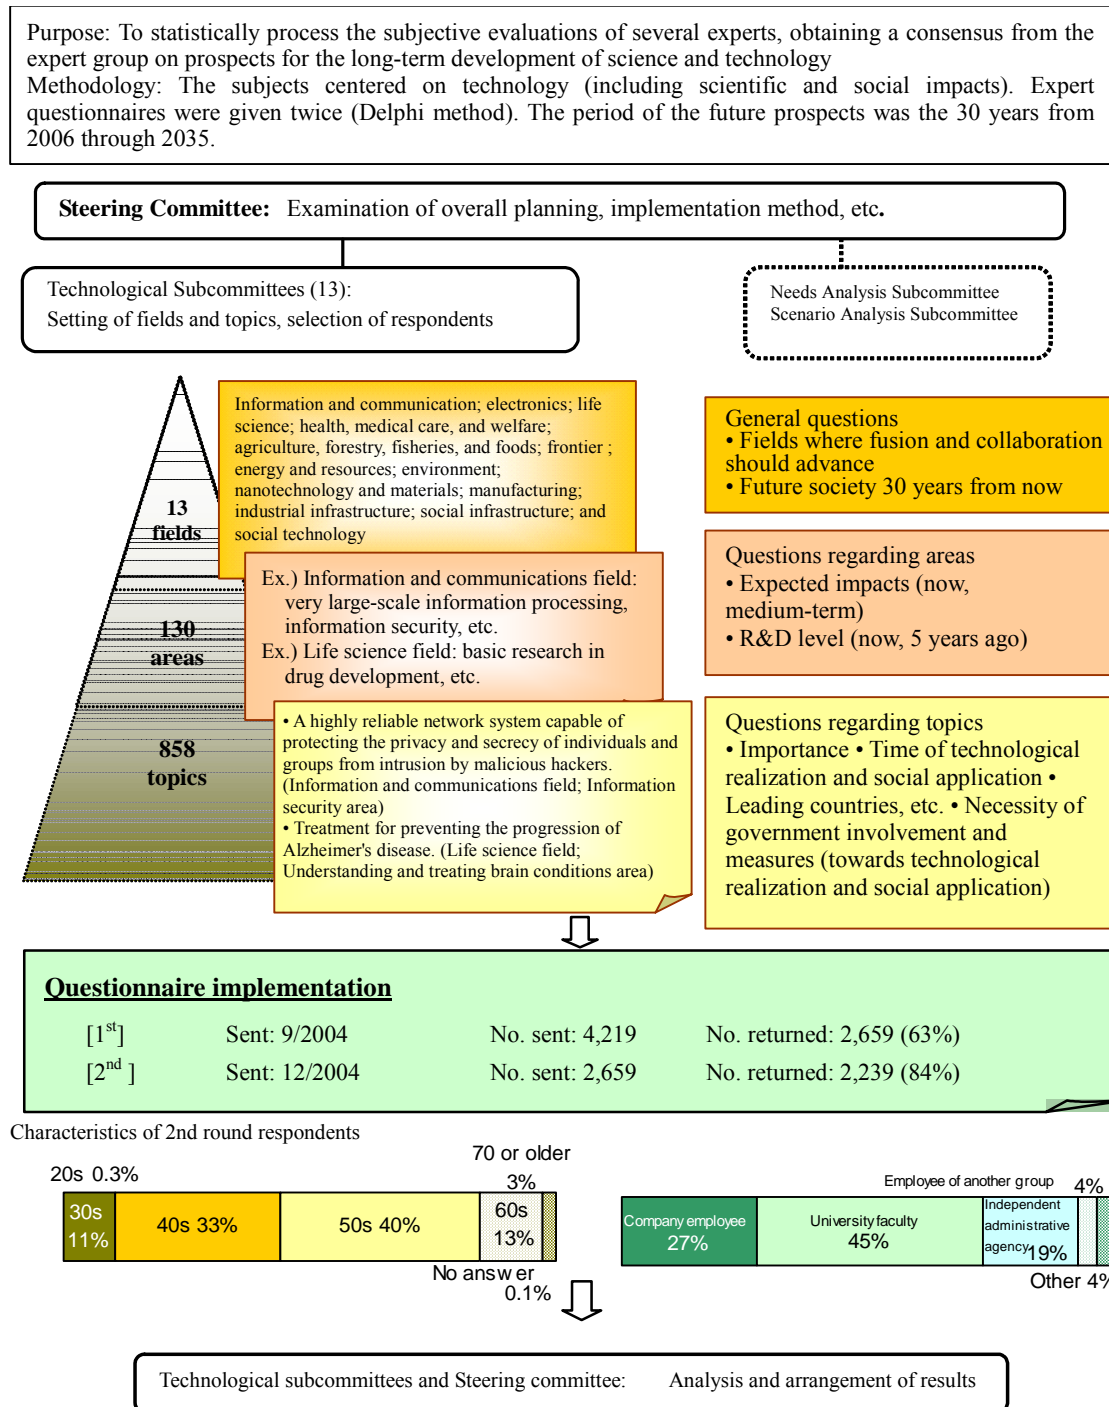 Purpose: To statistically process the subjective evaluations of several experts, obtaining a consensus from the
expert group on prospects for the long-term development of science and technology
Methodology: The subjects centered on technology (including scientific and social impacts). Expert
questionnaires were given twice (Delphi method). The period of the future prospects was the 30 years from
2006 through 2035.
Steering Committee: Examination of overall planning, implementation method, etc.
Technological Subcommittees (13):
Setting of fields and topics, selection of respondents
Needs Analysis Subcommittee
Scenario Analysis Subcommittee
13
fields
Information and communication; electronics; life
science; health, medical care, and welfare;
agriculture, forestry, fisheries, and foods; frontier ;
energy and resources; environment;
nanotechnology and materials; manufacturing;
industrial infrastructure; social infrastructure; and
social technology
General questions
• Fields where fusion and collaboration
should advance
• Future society 30 years from now
130
areas
Ex.) Information and communications field:
very large-scale information processing,
information security, etc.
Ex.) Life science field: basic research in
drug development, etc.
Questions regarding areas
• Expected impacts (now,
medium-term)
• R&D level (now, 5 years ago)
858
topics
• A highly reliable network system capable of
protecting the privacy and secrecy of individuals and
groups from intrusion by malicious hackers.
(Information and communications field; Information
security area)
• Treatment for preventing the progression of
Alzheimer's disease. (Life science field;
Understanding and treating brain conditions area)
Questions regarding topics
• Importance • Time of technological
realization and social application •
Leading countries, etc. • Necessity of
government involvement and
measures (towards technological
realization and social application)
Questionnaire implementation
[1st] Sent: 9/2004 No. sent: 4,219 No. returned: 2,659 (63%)
[2nd ] Sent: 12/2004 No. sent: 2,659 No. returned: 2,239 (84%)
Characteristics of 2nd round respondents
20s 0.3%
30s
11%
40s 33%
50s 40%
60s
13%
70 or older
3%
No answer
0.1%
Company employee
27%
University faculty
45%
Independent
administrative
agency 19%
Employee of another group 4%
Other 4%
Technological subcommittees and Steering committee: Analysis and arrangement of results